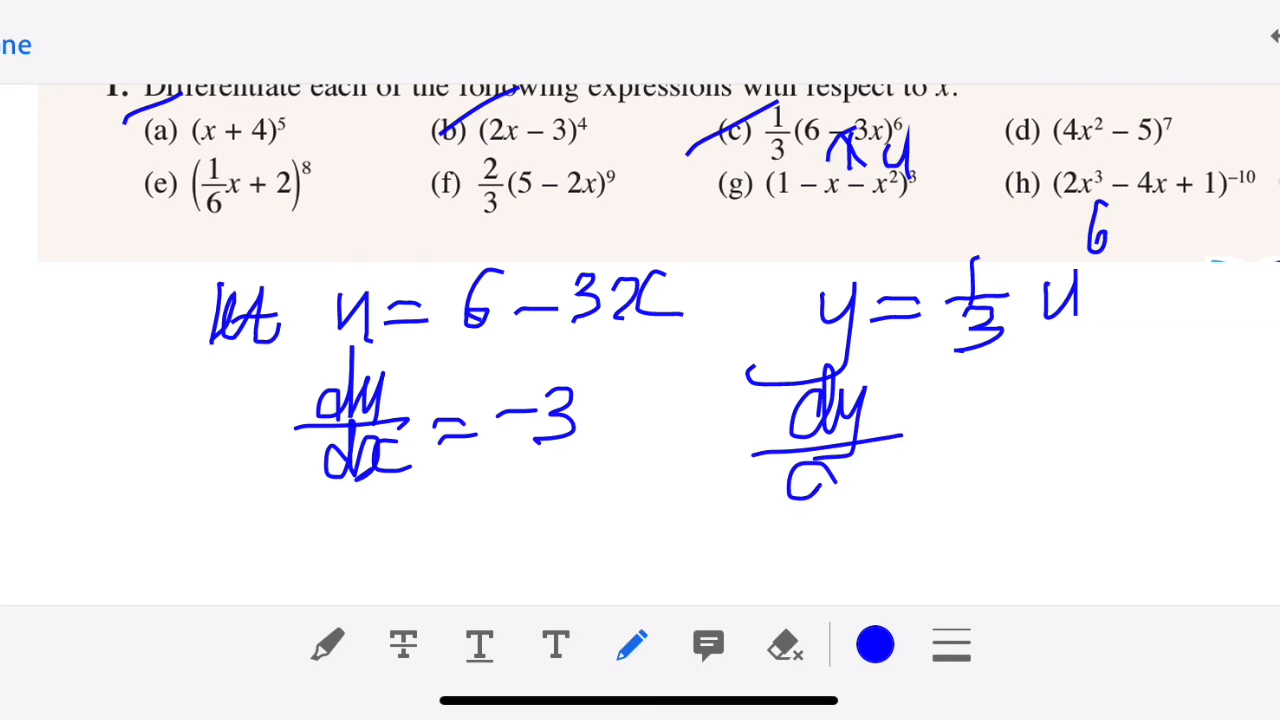 ne
1. Differentiate each of the following expressions with respect to x.
(a) (x + 4)⁵ (b) (2x – 3)⁴ (c) 1/3(6 – 3x)⁶ (d) (4x² – 5)⁷
(e) (1/6x + 2)⁸ (f) 2/3(5 – 2x)⁹ (g) (1 – x – x²)³ (h) (2x³ – 4x + 1)⁻¹⁰
let u = 6 – 3x y = 1/3 u⁶
du/dx = –3 dy/